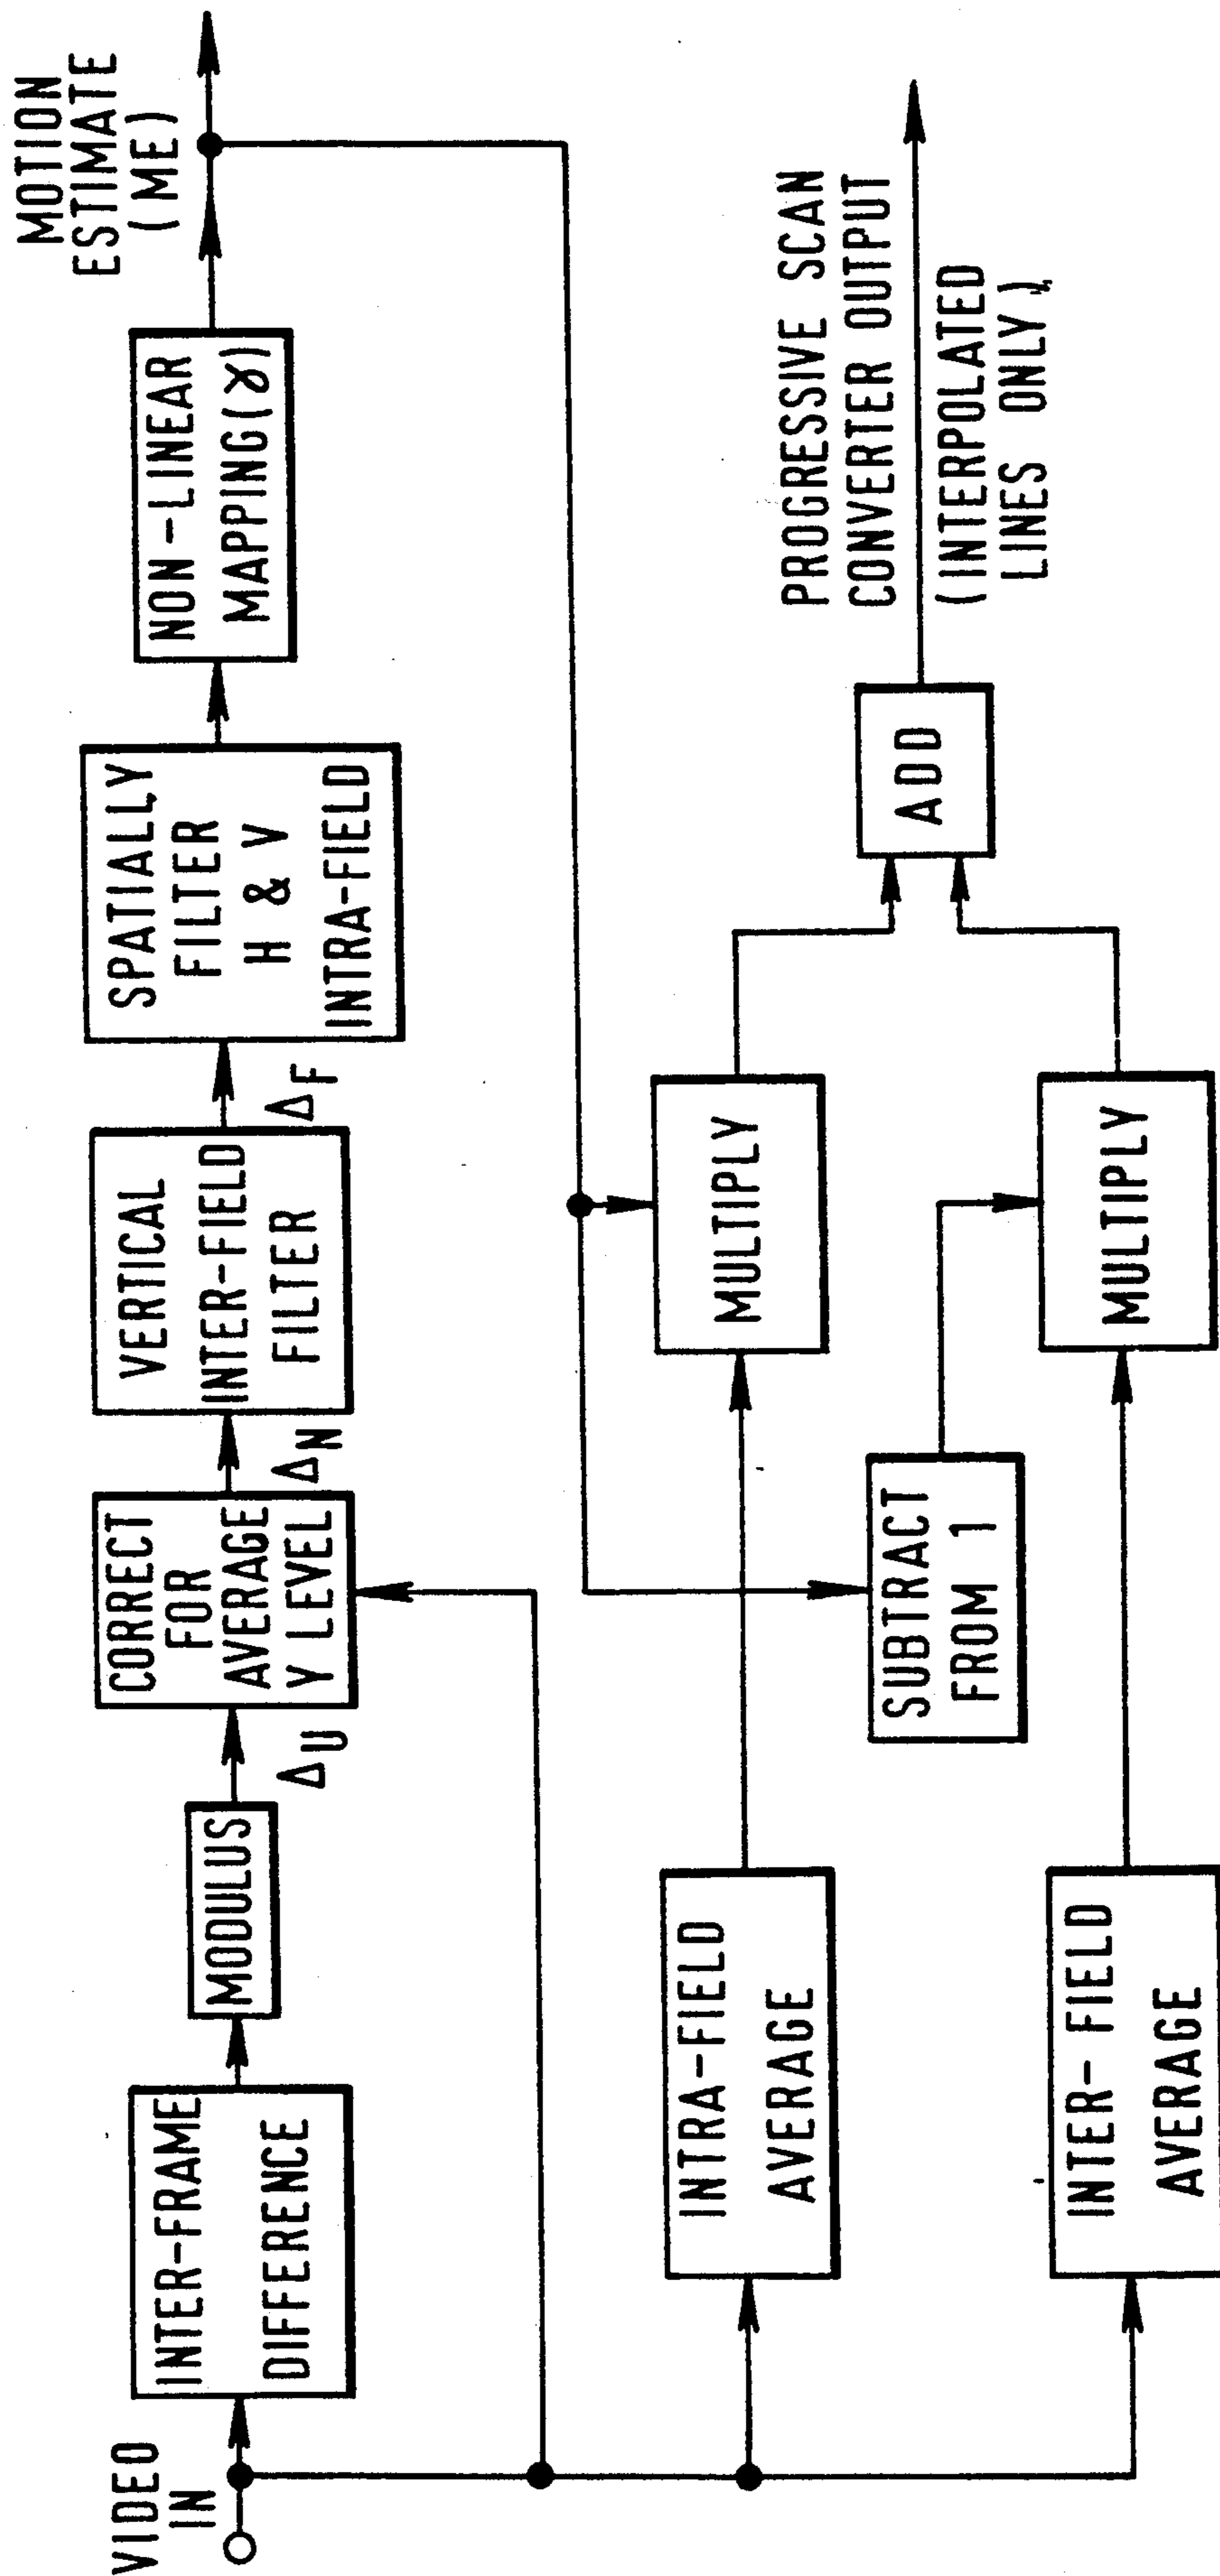 VIDEO
IN
INTER-FRAME
DIFFERENCE
MODULUS
ΔU
CORRECT
FOR
AVERAGE
Y LEVEL
ΔN
VERTICAL
INTER-FIELD
FILTER
ΔF
SPATIALLY
FILTER
H & V
INTRA-FIELD
NON-LINEAR
MAPPING(γ)
MOTION
ESTIMATE
(ME)
INTRA-FIELD
AVERAGE
MULTIPLY
SUBTRACT
FROM 1
INTER-FIELD
AVERAGE
MULTIPLY
ADD
PROGRESSIVE SCAN
CONVERTER OUTPUT
(INTERPOLATED
LINES ONLY)